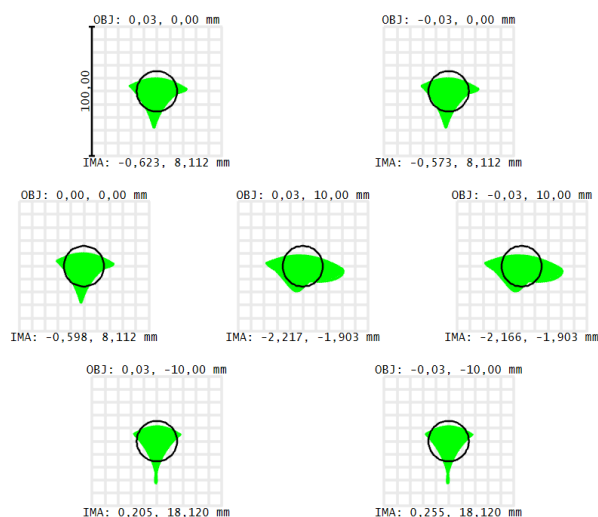 OBJ: 0,03, 0,00 mm
OBJ: -0,03, 0,00 mm
100,00
IMA: -0,623, 8,112 mm
IMA: -0,573, 8,112 mm
OBJ: 0,00, 0,00 mm
OBJ: 0,03, 10,00 mm
OBJ: -0,03, 10,00 mm
IMA: -0,598, 8,112 mm
IMA: -2,217, -1,903 mm
IMA: -2,166, -1,903 mm
OBJ: 0,03, -10,00 mm
OBJ: -0,03, -10,00 mm
IMA: 0,205, 18,120 mm
IMA: 0,255, 18,120 mm